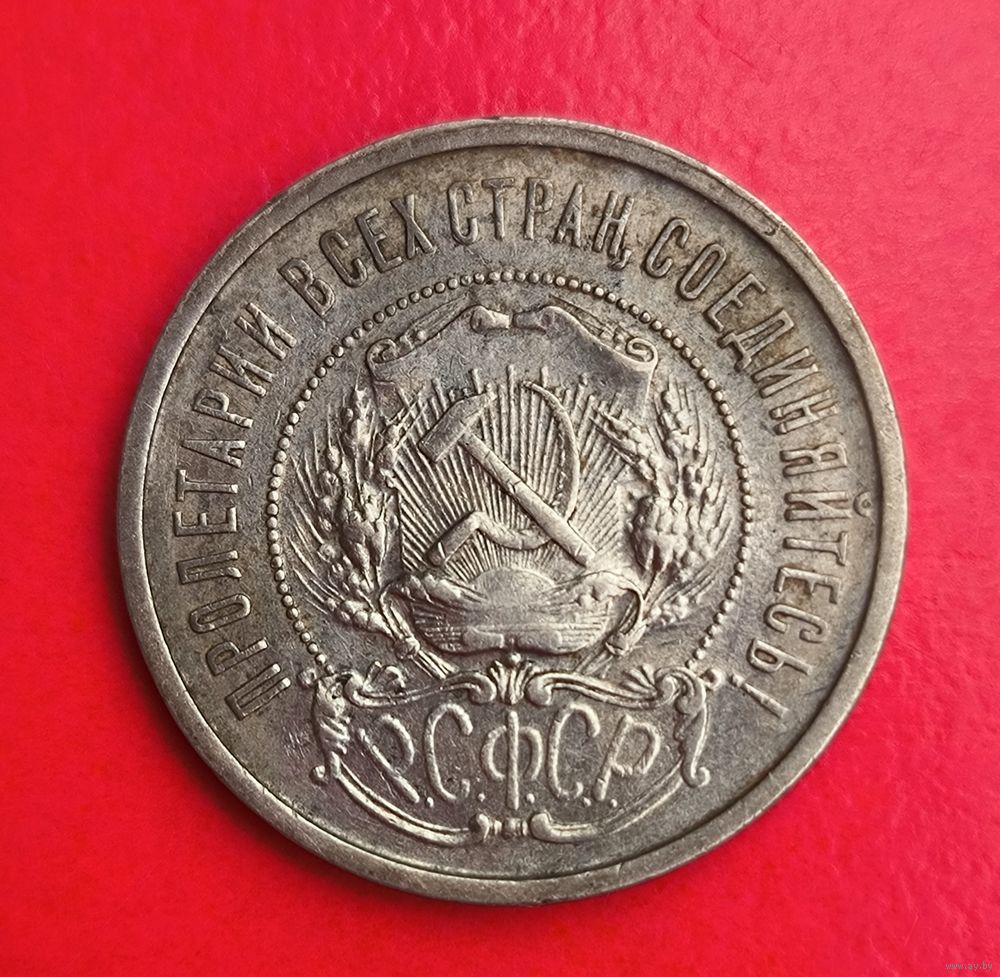 ПРОЛЕТАРИИ ВСЕХ СТРАН, СОЕДИНЯЙТЕСЬ!
Р.С.Ф.С.Р.
www.ay.by